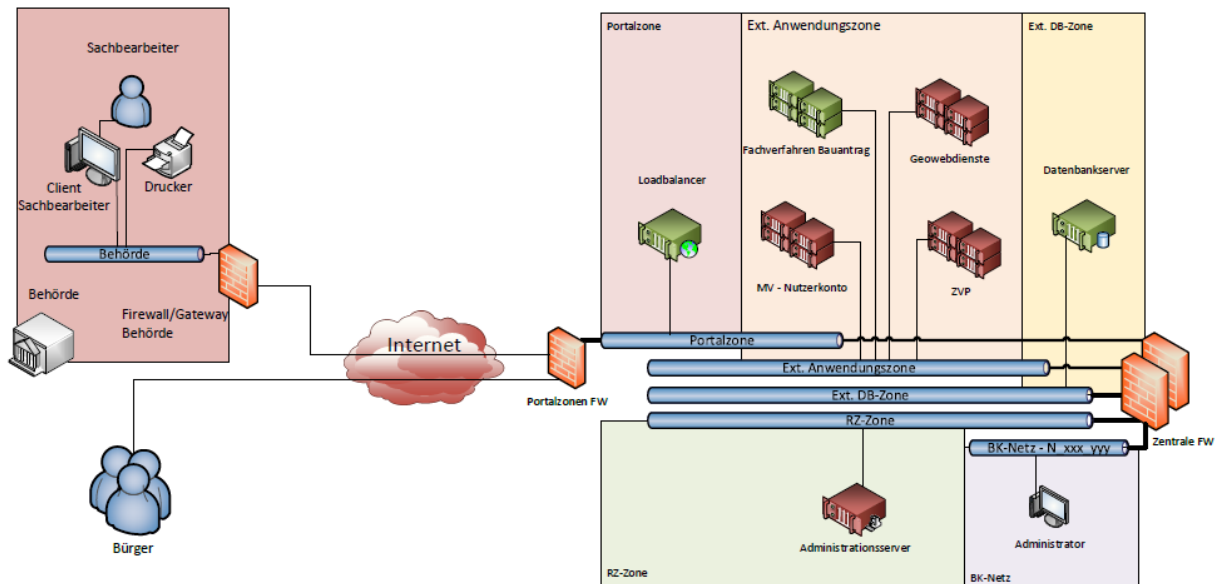 Sachbearbeiter
Client
Sachbearbeiter
Drucker
Behörde
Behörde
Firewall/Gateway
Behörde
Bürger
Internet
Portalzonen FW
Portalzone
Loadbalancer
Ext. Anwendungszone
Fachverfahren Bauantrag
Geowebdienste
MV - Nutzerkonto
ZVP
Ext. DB-Zone
Datenbankserver
Portalzone
Ext. Anwendungszone
Ext. DB-Zone
RZ-Zone
BK-Netz - N_xxx_yyy
Zentrale FW
Administrationsserver
RZ-Zone
Administrator
BK-Netz